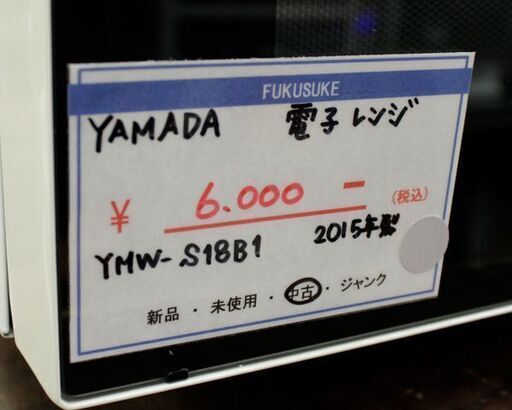 FUKUSUKE
YAMADA 電子レンジ
¥ 6.000 ー (税込)
YMW-S18B1 2015年製
新品・未使用・中古・ジャンク